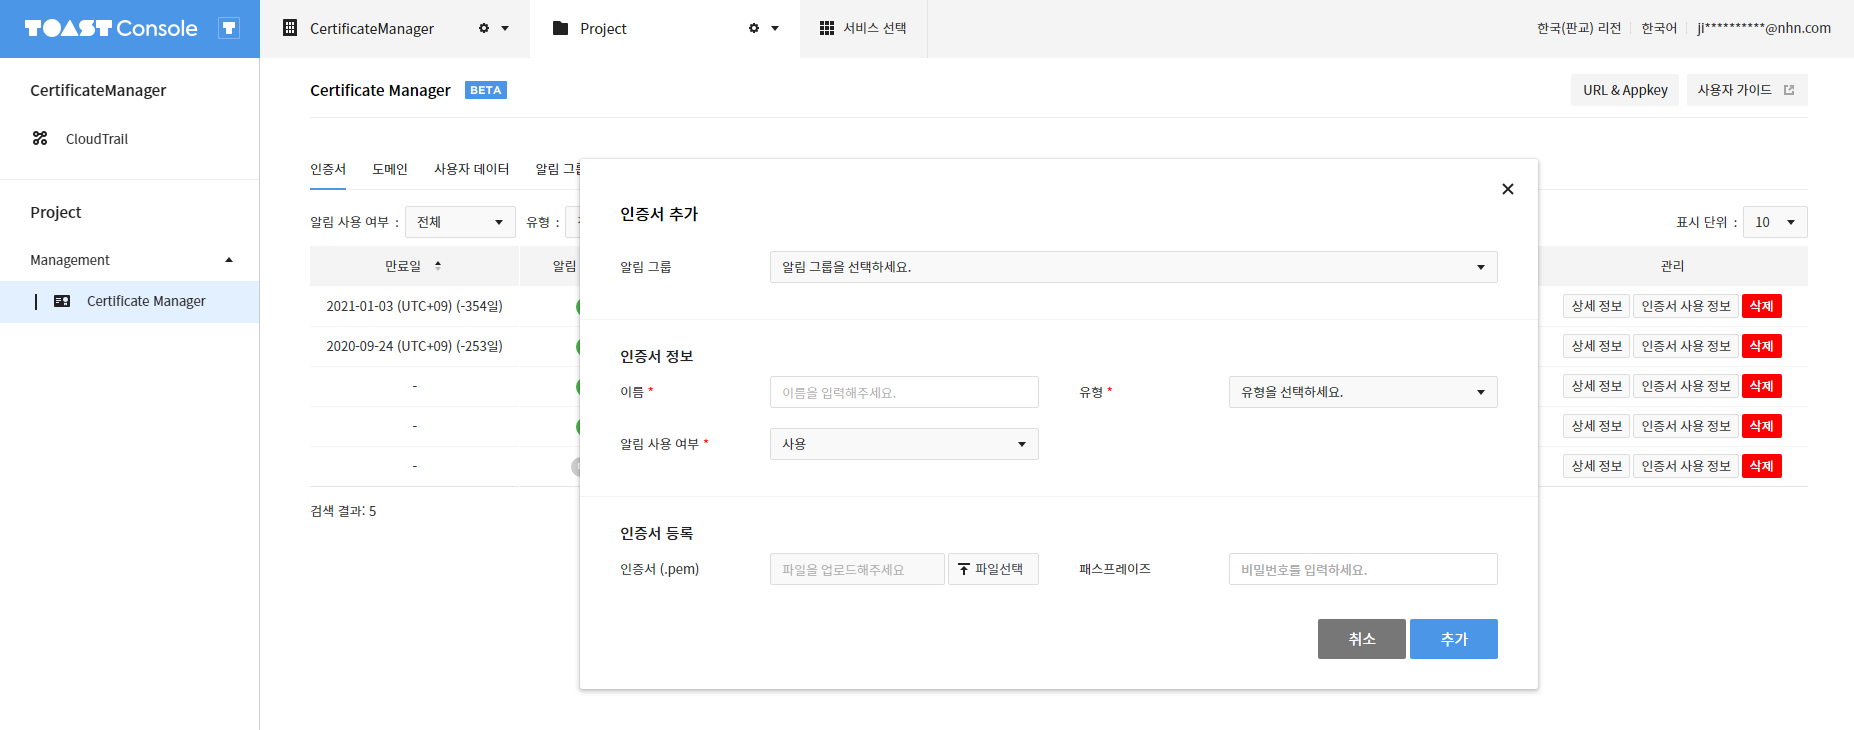 TOAST Console
CertificateManager
Project
서비스 선택
한국(판교) 리전
한국어
ji**********@nhn.com
CertificateManager
CloudTrail
Project
Management
Certificate Manager
Certificate Manager BETA
URL & Appkey
사용자 가이드
인증서
도메인
사용자 데이터
알림 그룹
알림 사용 여부 :
전체
유형 :
표시 단위 :
10
만료일
알림
관리
2021-01-03 (UTC+09) (-354일)
상세 정보 인증서 사용 정보 삭제
2020-09-24 (UTC+09) (-253일)
상세 정보 인증서 사용 정보 삭제
-
상세 정보 인증서 사용 정보 삭제
-
상세 정보 인증서 사용 정보 삭제
-
상세 정보 인증서 사용 정보 삭제
검색 결과: 5
인증서 추가
알림 그룹
알림 그룹을 선택하세요.
인증서 정보
이름 *
이름을 입력해주세요.
유형 *
유형을 선택하세요.
알림 사용 여부 *
사용
인증서 등록
인증서 (.pem)
파일을 업로드해주세요
파일선택
패스프레이즈
비밀번호를 입력하세요.
취소
추가